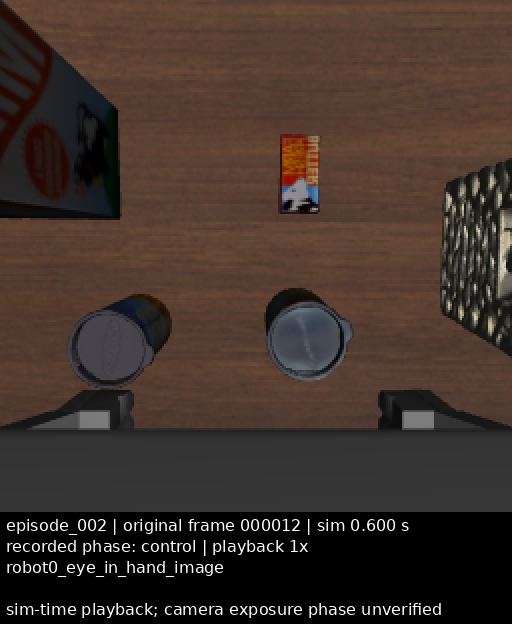 episode_002 | original frame 000012 | sim 0.600 s
recorded phase: control | playback 1x
robot0_eye_in_hand_image
sim-time playback; camera exposure phase unverified